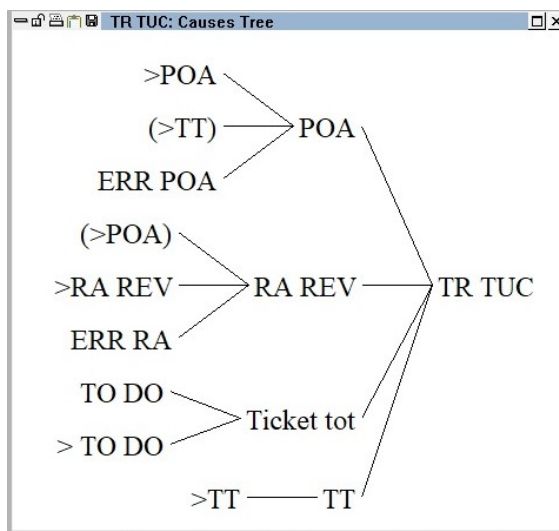 TR TUC: Causes Tree
>POA
(>TT)
POA
ERR POA
(>POA)
>RA REV
RA REV
TR TUC
ERR RA
TO DO
Ticket tot
> TO DO
>TT
TT